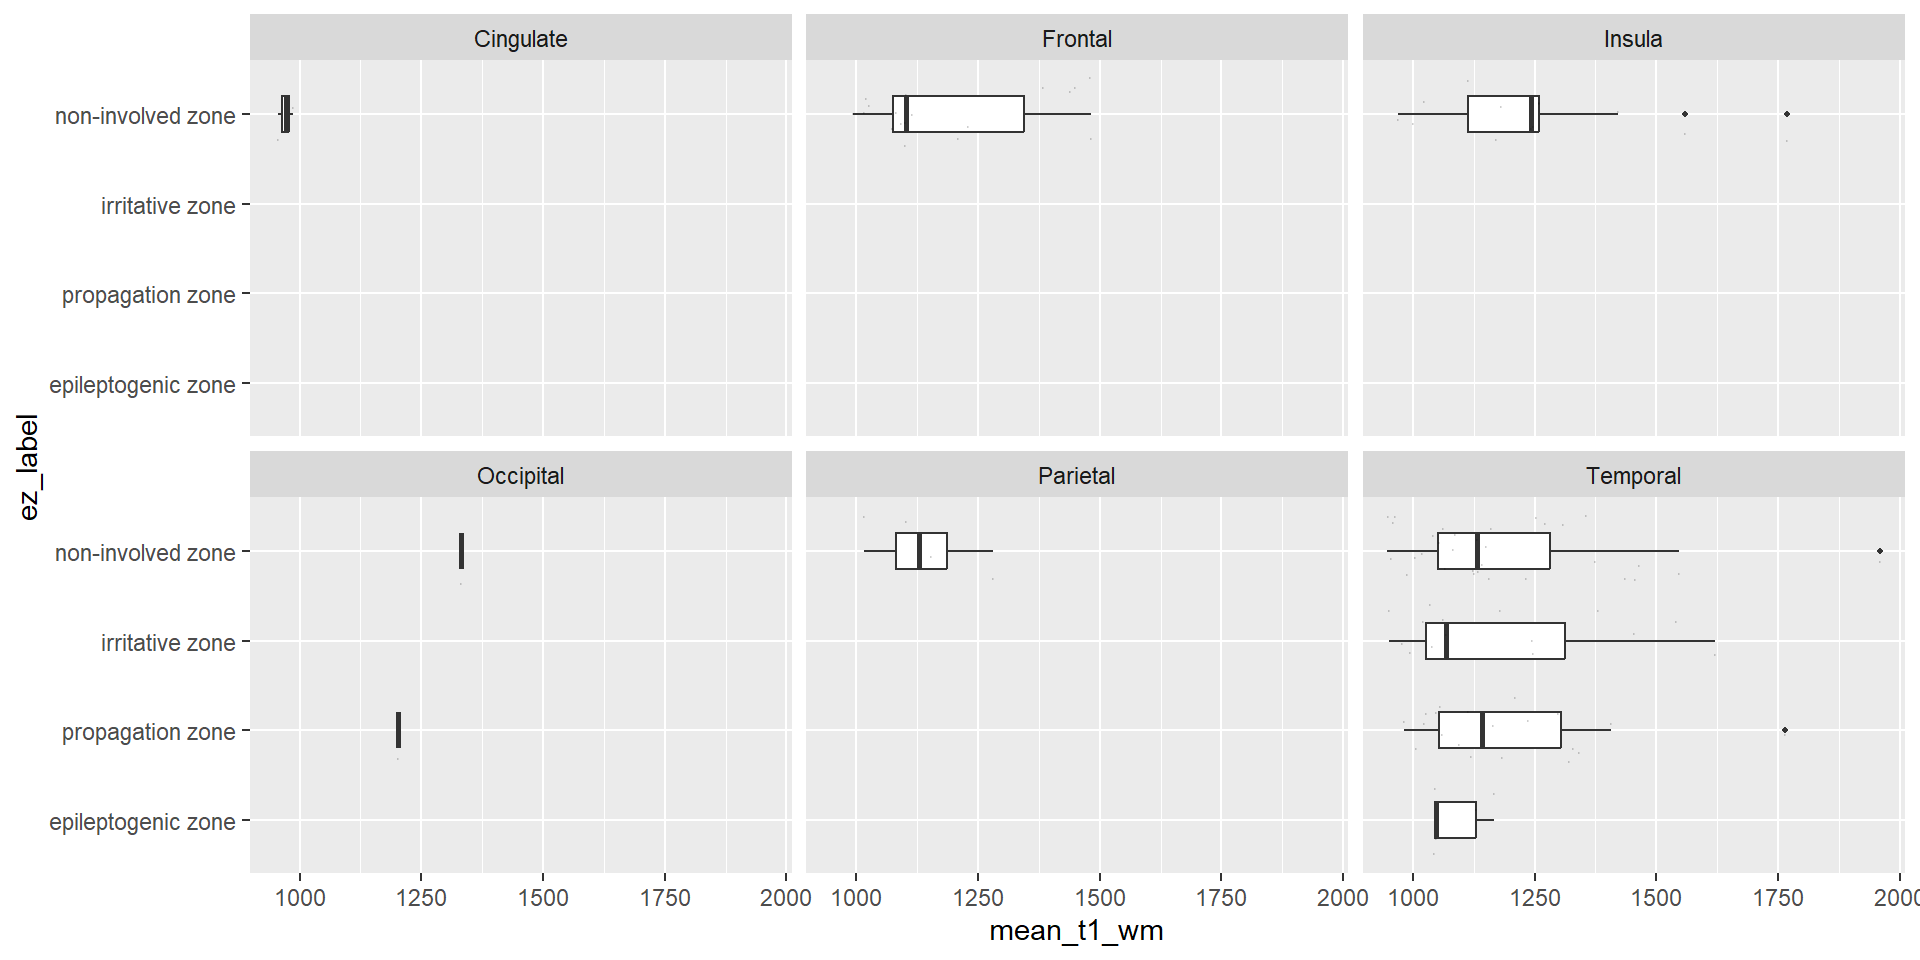 Cingulate Frontal Insula
non-involved zone
irritative zone
propagation zone
epileptogenic zone
ez_label
Occipital Parietal Temporal
non-involved zone
irritative zone
propagation zone
epileptogenic zone
1000 1250 1500 1750 2000 1000 1250 1500 1750 2000 1000 1250 1500 1750 2000
mean_t1_wm